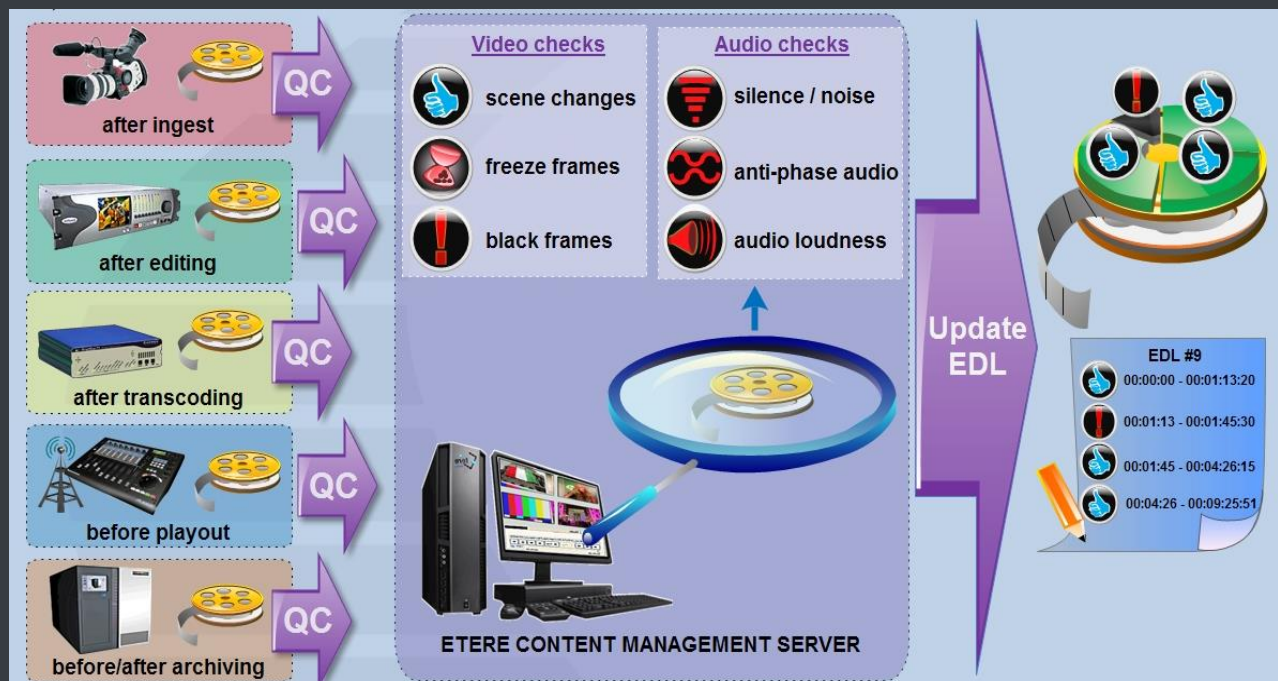 after ingest
QC
after editing
QC
after transcoding
QC
before playout
QC
before/after archiving
QC
Video checks
scene changes
freeze frames
black frames
Audio checks
silence / noise
anti-phase audio
audio loudness
ETERE CONTENT MANAGEMENT SERVER
Update
EDL
EDL #9
00:00:00 - 00:01:13:20
00:01:13 - 00:01:45:30
00:01:45 - 00:04:26:15
00:04:26 - 00:09:25:51